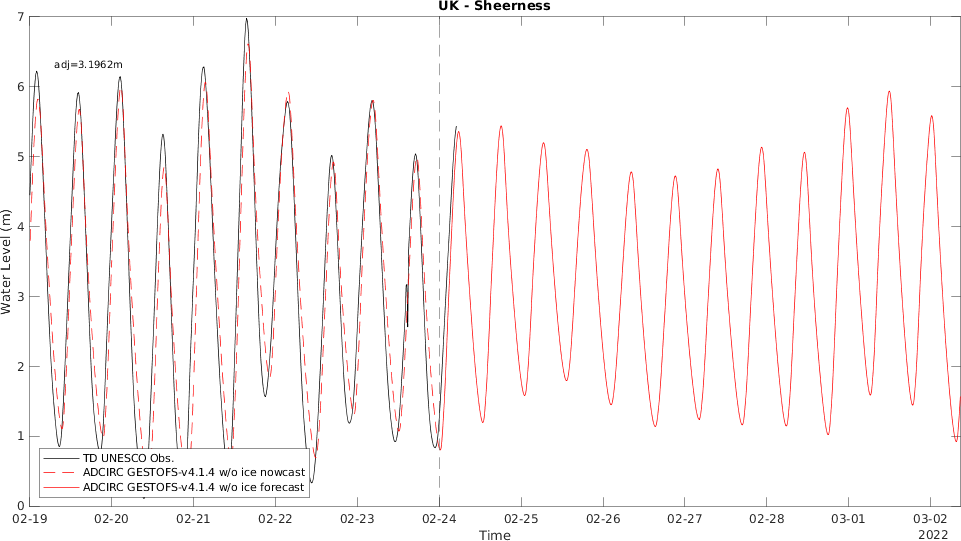 UK - Sheerness
adj=3.1962m
Water Level (m)
7
6
5
4
3
2
1
0
TD UNESCO Obs.
ADCIRC GESTOFS-v4.1.4 w/o ice nowcast
ADCIRC GESTOFS-v4.1.4 w/o ice forecast
02-19 02-20 02-21 02-22 02-23 02-24 02-25 02-26 02-27 02-28 03-01 03-02
Time
2022